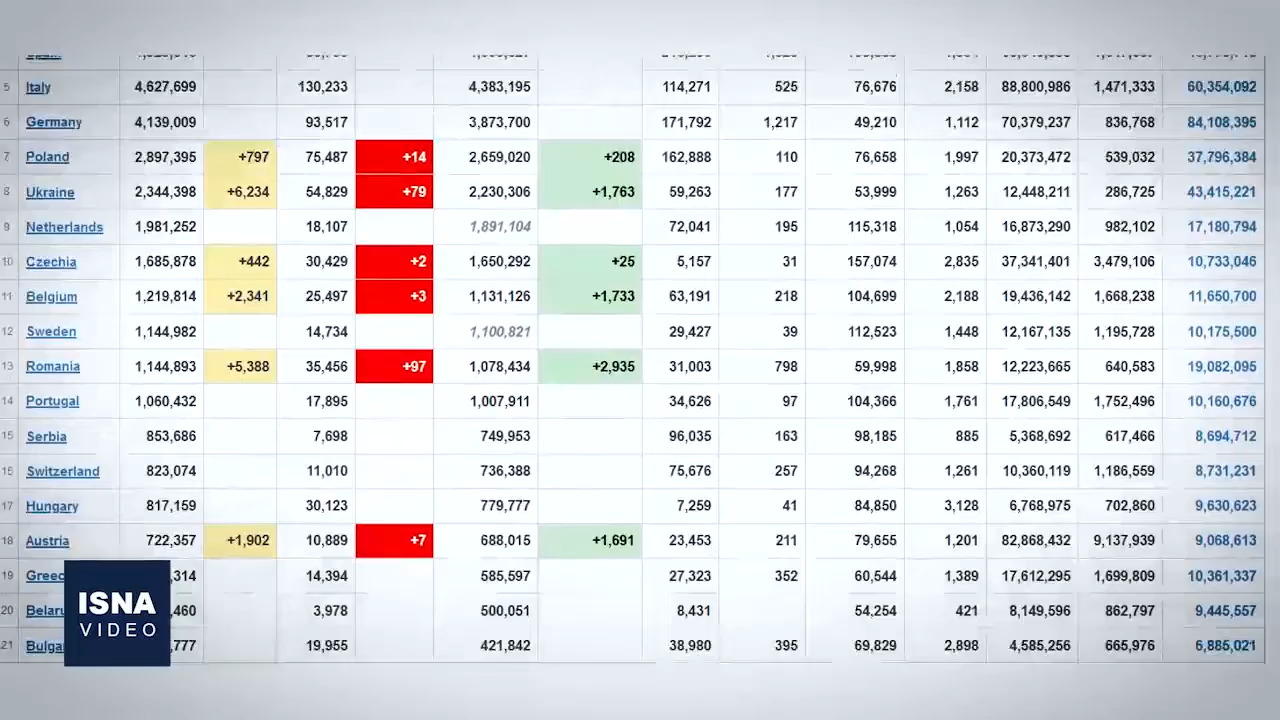 5 Italy 4,627,699 130,233 4,383,195 114,271 525 76,676 2,158 88,800,986 1,471,333 60,354,092
6 Germany 4,139,009 93,517 3,873,700 171,792 1,217 49,210 1,112 70,379,237 836,768 84,108,395
7 Poland 2,897,395 +797 75,487 +14 2,659,020 +208 162,888 110 76,658 1,997 20,373,472 539,032 37,796,384
8 Ukraine 2,344,398 +6,234 54,829 +79 2,230,306 +1,763 59,263 177 53,999 1,263 12,448,211 286,725 43,415,221
9 Netherlands 1,981,252 18,107 1,891,104 72,041 195 115,318 1,054 16,873,290 982,102 17,180,794
10 Czechia 1,685,878 +442 30,429 +2 1,650,292 +25 5,157 31 157,074 2,835 37,341,401 3,479,106 10,733,046
11 Belgium 1,219,814 +2,341 25,497 +3 1,131,126 +1,733 63,191 218 104,699 2,188 19,436,142 1,668,238 11,650,700
12 Sweden 1,144,982 14,734 1,100,821 29,427 39 112,523 1,448 12,167,135 1,195,728 10,175,500
13 Romania 1,144,893 +5,388 35,456 +97 1,078,434 +2,935 31,003 798 59,998 1,858 12,223,665 640,583 19,082,095
14 Portugal 1,060,432 17,895 1,007,911 34,626 97 104,366 1,761 17,806,549 1,752,496 10,160,676
15 Serbia 853,686 7,698 749,953 96,035 163 98,185 885 5,368,692 617,466 8,694,712
16 Switzerland 823,074 11,010 736,388 75,676 257 94,268 1,261 10,360,119 1,186,559 8,731,231
17 Hungary 817,159 30,123 779,777 7,259 41 84,850 3,128 6,768,975 702,860 9,630,623
18 Austria 722,357 +1,902 10,889 +7 688,015 +1,691 23,453 211 79,655 1,201 82,868,432 9,137,939 9,068,613
19 Greec ,314 14,394 585,597 27,323 352 60,544 1,389 17,612,295 1,699,809 10,361,337
20 Belaru ,460 3,978 500,051 8,431 54,254 421 8,149,596 862,797 9,445,557
21 Bulga ,777 19,955 421,842 38,980 395 69,829 2,898 4,585,256 665,976 6,885,021
ISNA
VIDEO